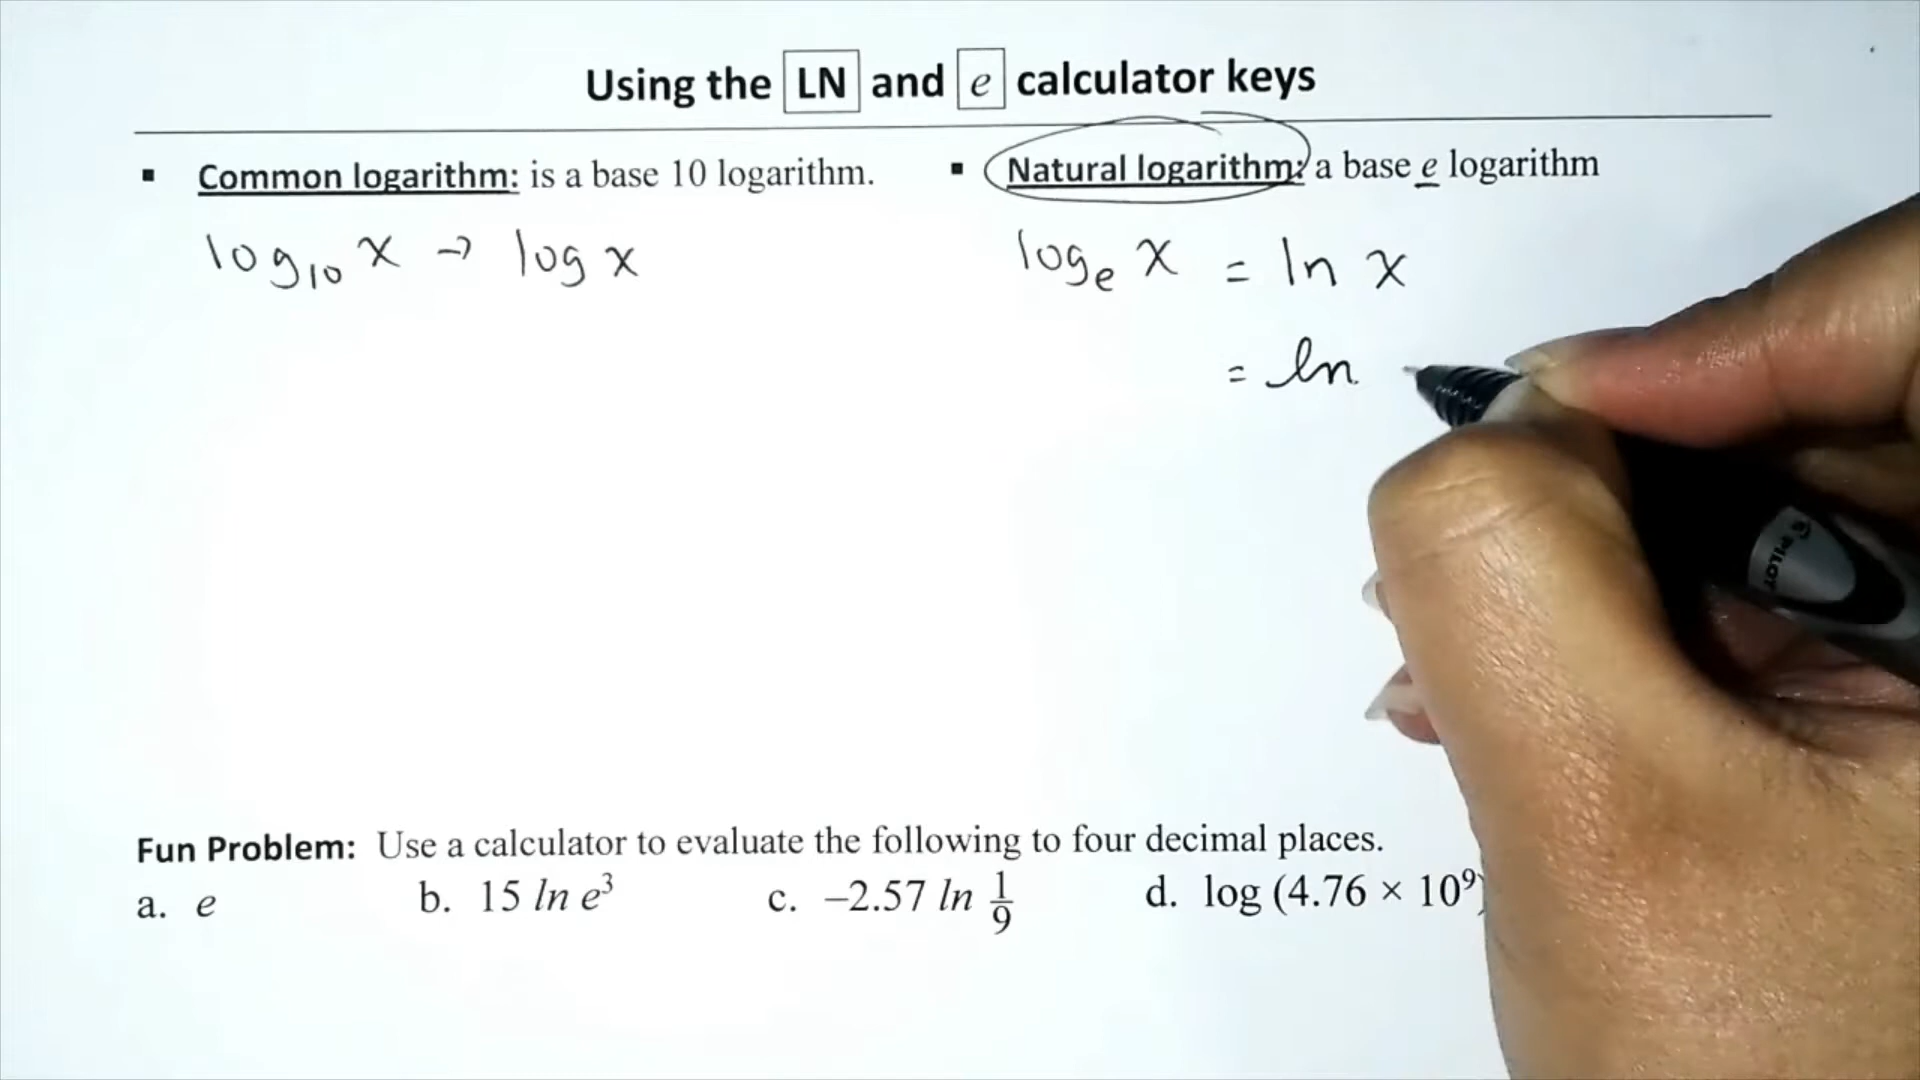 Using the LN and e calculator keys
▪ Common logarithm: is a base 10 logarithm.
▪ Natural logarithm: a base e logarithm
log₁₀ x → log x
logₑ x = ln x
= ln
PILOT
Fun Problem: Use a calculator to evaluate the following to four decimal places.
a. e b. 15 ln e³ c. –2.57 ln 1/9 d. log (4.76 × 10⁹)